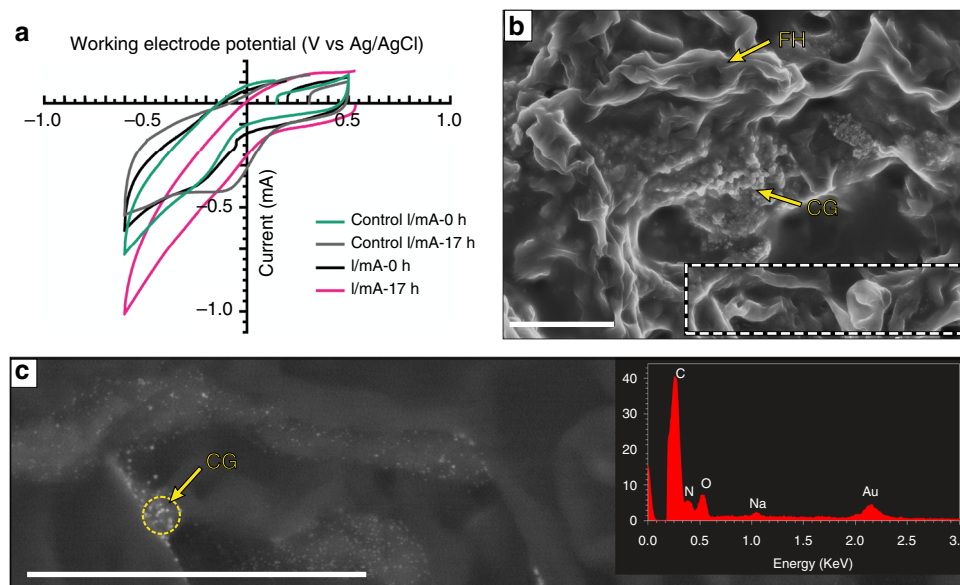 a
Working electrode potential (V vs Ag/AgCl)
−1.0
−0.5
0.5
1.0
−0.5
−1.0
Current (mA)
Control I/mA-0 h
Control I/mA-17 h
I/mA-0 h
I/mA-17 h
b
FH
CG
c
CG
40
30
20
10
0
C
N
O
Na
Au
0.0 0.5 1.0 1.5 2.0 2.5 3.
Energy (KeV)